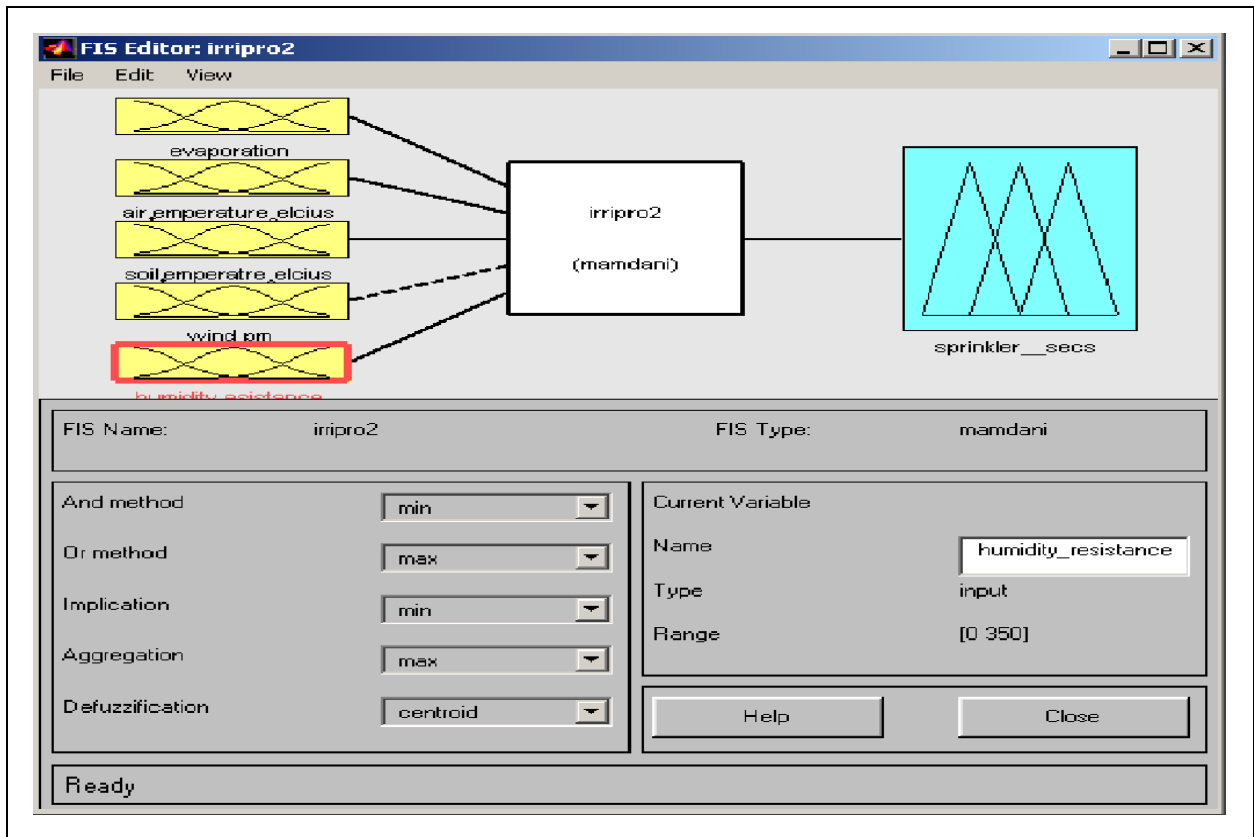 FIS Editor: irripro2
File Edit View
evaporation
air,emperature,elcius
soil,emperatre,elcius
wind,pm
humidity,esistance
irripro2
(mamdani)
sprinkler__secs
FIS Name: irripro2 FIS Type: mamdani
And method min
Or method max
Implication min
Aggregation max
Defuzzification centroid
Current Variable
Name humidity_resistance
Type input
Range [0 350]
Help Close
Ready